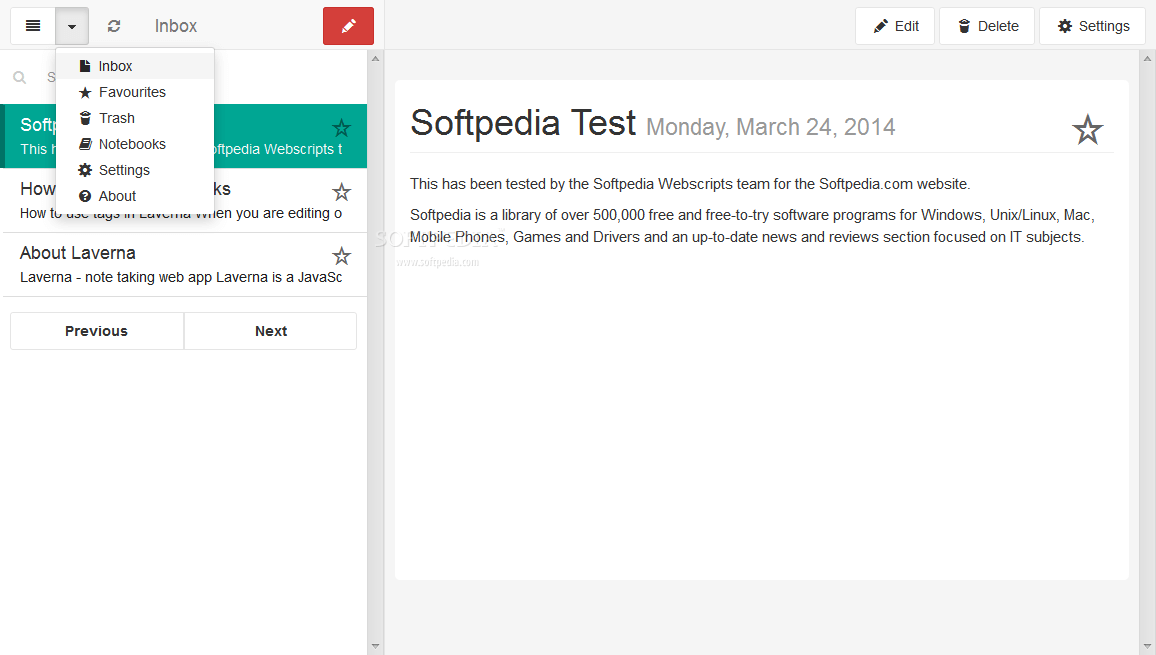 Inbox
Edit
Delete
Settings
Inbox
Favourites
Trash
Notebooks
Settings
About
S
Soft
This h oftpedia Webscripts t
How ks
How to use tags in Laverna When you are editing o
About Laverna
Laverna - note taking web app Laverna is a JavaSc
Previous
Next
Softpedia Test Monday, March 24, 2014
This has been tested by the Softpedia Webscripts team for the Softpedia.com website.
Softpedia is a library of over 500,000 free and free-to-try software programs for Windows, Unix/Linux, Mac,
Mobile Phones, Games and Drivers and an up-to-date news and reviews section focused on IT subjects.
SOFTPEDIA
www.softpedia.com